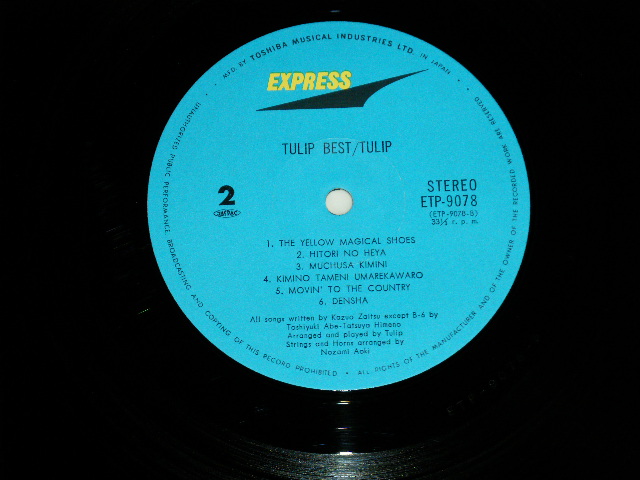 MFD. BY TOSHIBA MUSICAL INDUSTRIES LTD. IN JAPAN
EXPRESS
TULIP BEST/TULIP
2
STEREO
ETP-9078
(ETP-9078-B)
33⅓ r. p. m.
1. THE YELLOW MAGICAL SHOES
2. HITORI NO HEYA
3. MUCHUSA KIMINI
4. KIMINO TAMENI UMAREKAWARO
5. MOVIN' TO THE COUNTRY
6. DENSHA
All songs written by Kazuo Zaitsu except B-6 by
Toshiyuki Abe-Tatsuya Himeno
Arranged and played by Tulip
Strings and Horns arranged by
Nozomi Aoki
ALL RIGHTS OF THE MANUFACTURER AND OF THE OWNER OF THE RECORDED WORK ARE RESERVED
UNAUTHORIZED PUBLIC PERFORMANCE BROADCASTING AND COPYING OF THIS RECORD PROHIBITED